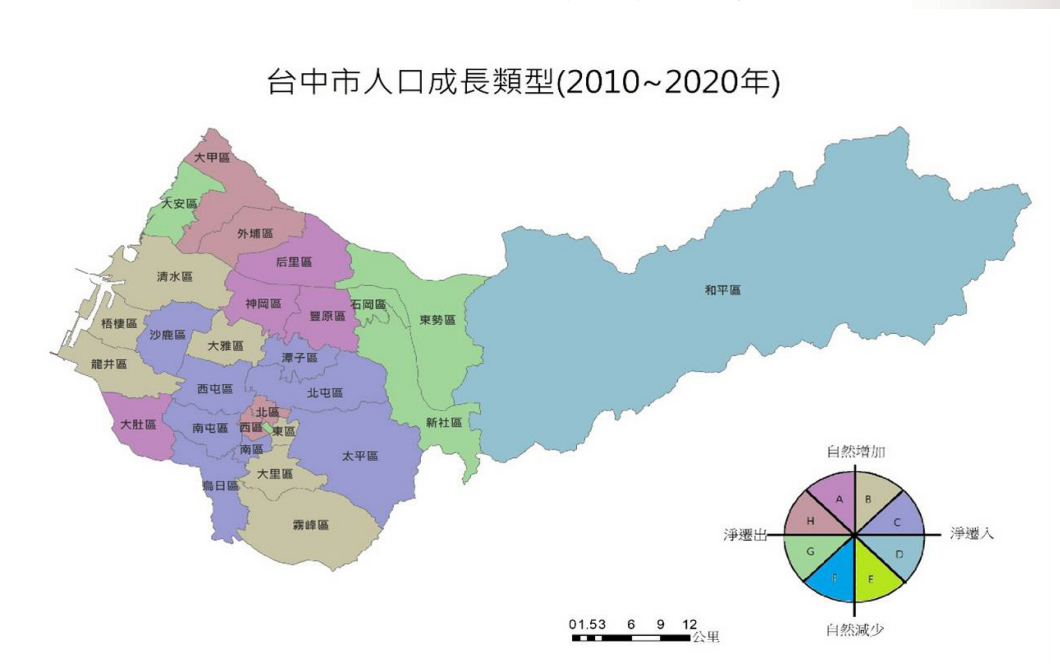 台中市人口成長類型(2010~2020年)
大甲區
大安區
外埔區
后里區
清水區
神岡區
石岡區
豐原區
東勢區
和平區
梧棲區
沙鹿區
大雅區
潭子區
龍井區
西屯區
北屯區
大肚區
北區
南屯區
西區
東區
新社區
南區
太平區
大里區
烏日區
霧峰區
自然增加
A
B
H
C
淨遷出
淨遷入
G
D
F
E
自然減少
01.53 6 9 12
公里